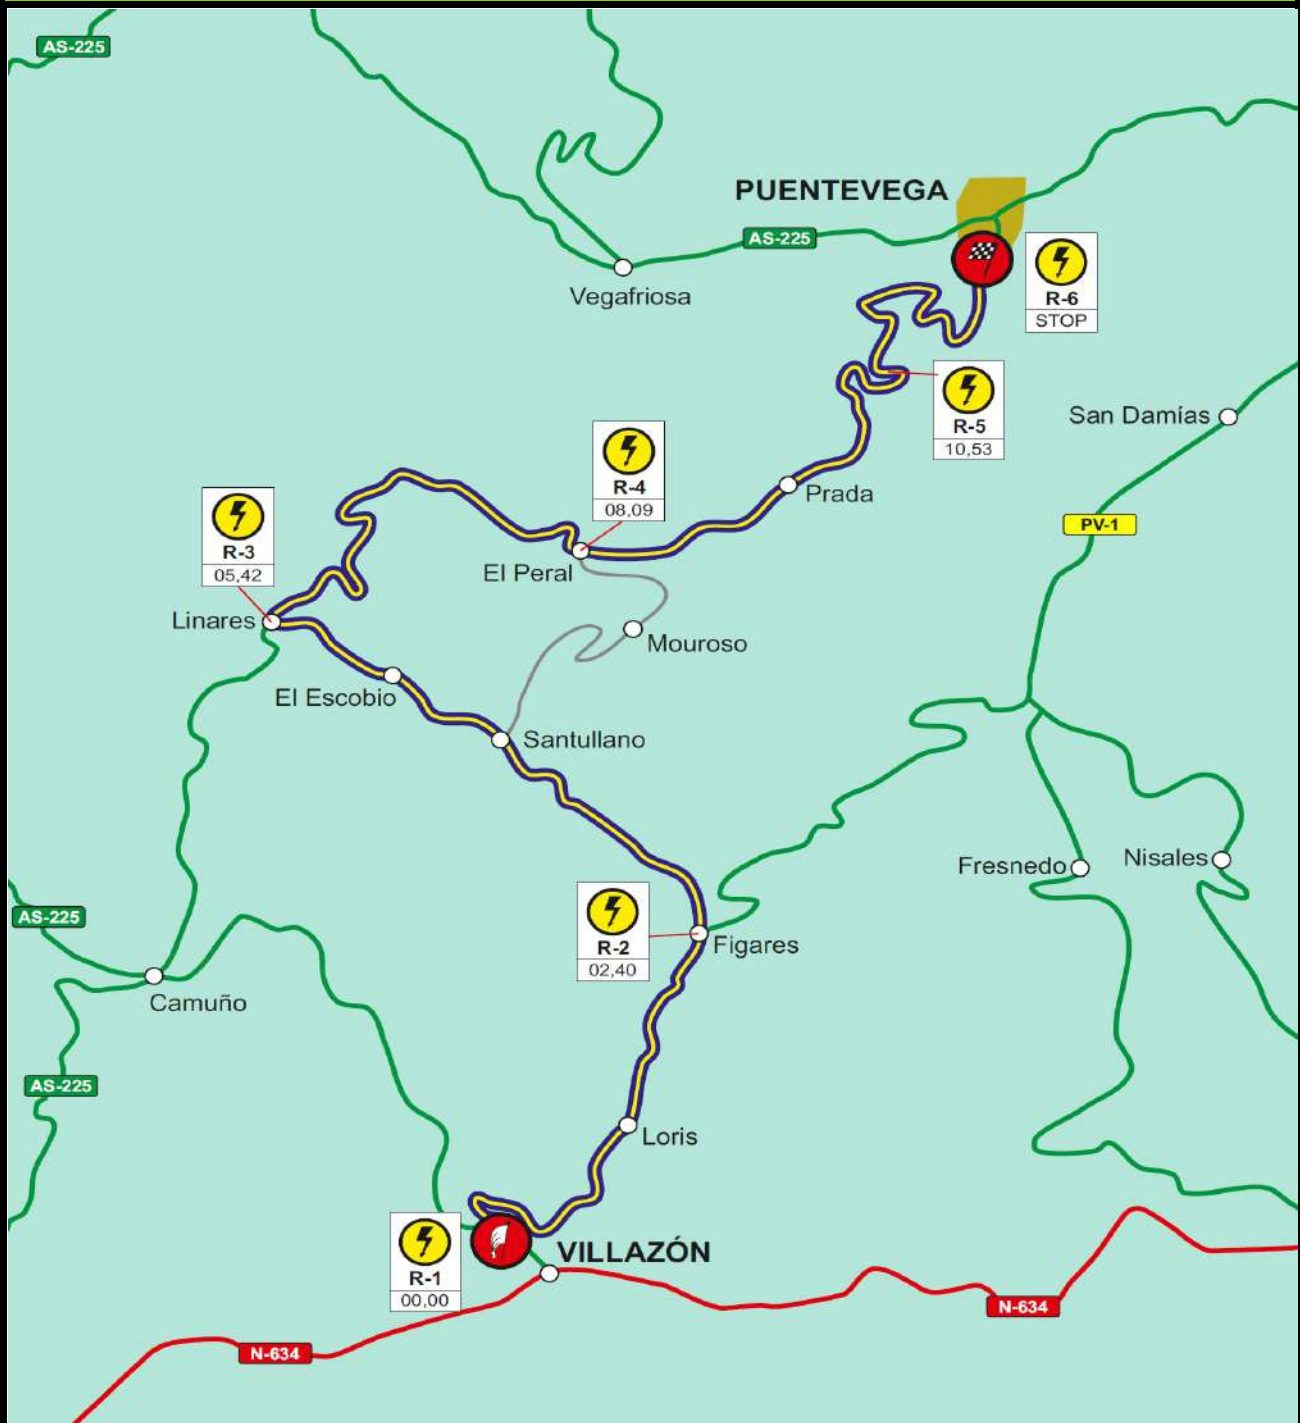 AS-225
PUENTEVEGA
AS-225
Vegafriosa
R-6
STOP
R-5
10,53
San Damías
R-4
08,09
Prada
PV-1
R-3
05,42
El Peral
Linares
Mouroso
El Escobio
Santullano
Fresnedo
Nisales
AS-225
R-2
02,40
Figares
Camuño
AS-225
Loris
R-1
00,00
VILLAZÓN
N-634
N-634